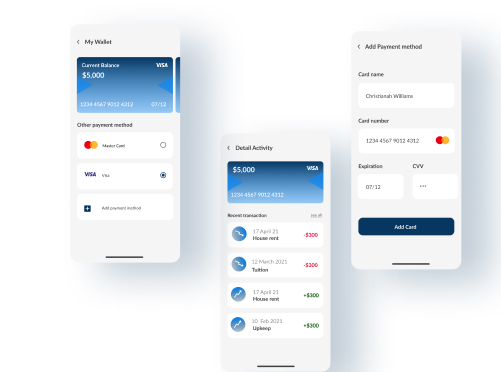 My Wallet
Current Balance
VISA
$5,000
1234 4567 9012 4312
07/12
Other payment method
Master Card
VISA
Visa
Add payment method
Detail Activity
$5,000
VISA
1234 4567 9012 4312
Recent transaction
see all
17 April 21
House rent
-$300
12 March 2021
Tuition
-$300
17 April 21
House rent
+$300
10 Feb 2021
Upkeep
+$300
Add Payment method
Card name
Christianah Williams
Card number
1234 4567 9012 4312
Expiration
CVV
07/12
***
Add Card